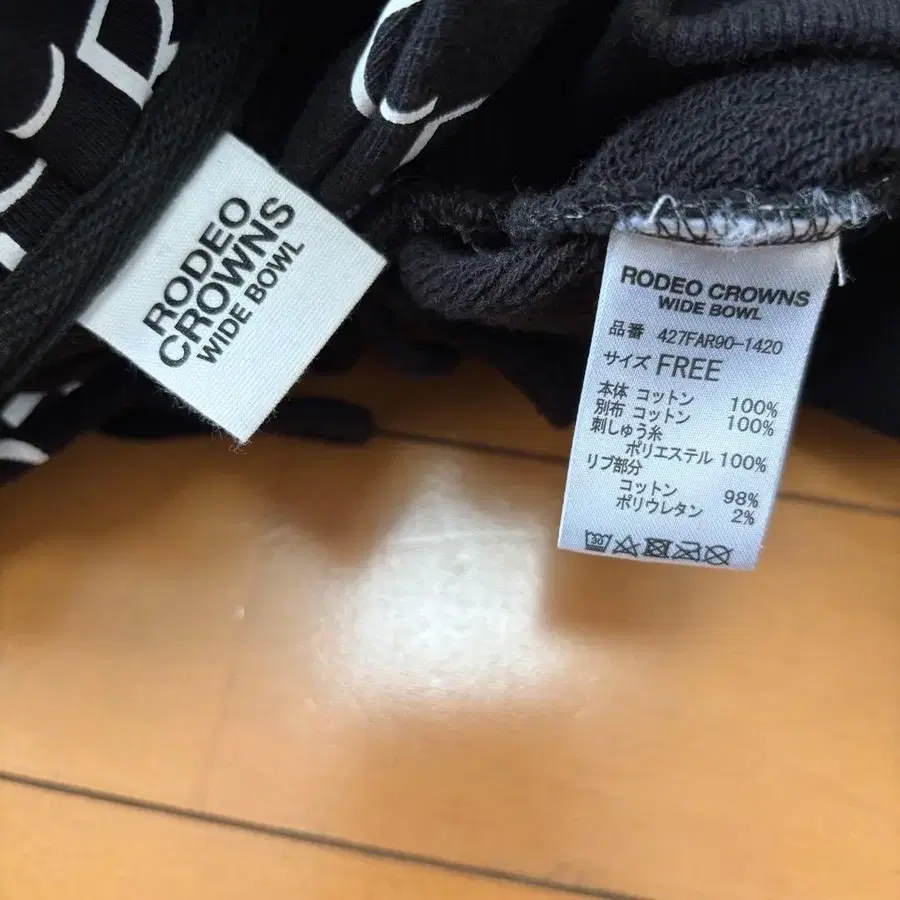 RODEO
CROWNS
WIDE BOWL
RODEO CROWNS
WIDE BOWL
品番 427FAR90-1420
サイズ FREE
本体 コットン 100%
別布 コットン 100%
刺しゅう糸
ポリエステル 100%
リブ部分
コットン 98%
ポリウレタン 2%
30